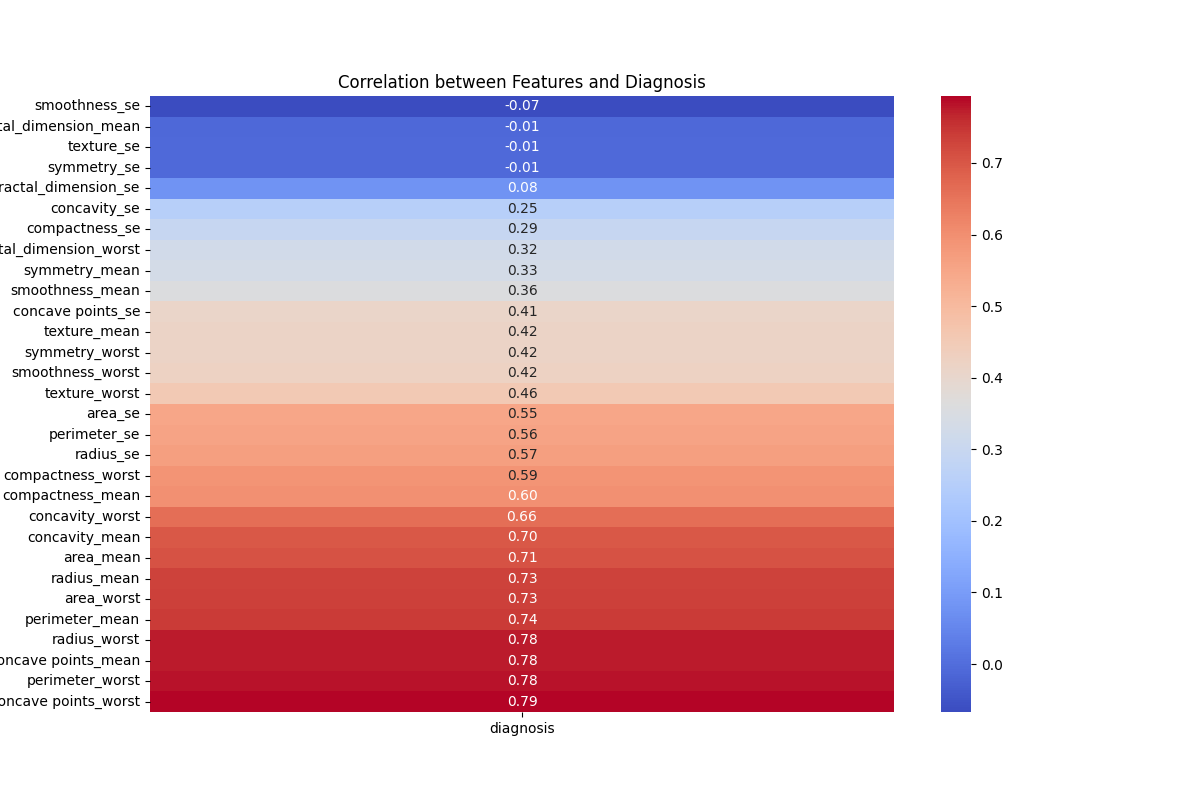 Correlation between Features and Diagnosis
smoothness_se -0.07
tal_dimension_mean -0.01
texture_se -0.01
symmetry_se -0.01
ractal_dimension_se 0.08
concavity_se 0.25
compactness_se 0.29
tal_dimension_worst 0.32
symmetry_mean 0.33
smoothness_mean 0.36
concave points_se 0.41
texture_mean 0.42
symmetry_worst 0.42
smoothness_worst 0.42
texture_worst 0.46
area_se 0.55
perimeter_se 0.56
radius_se 0.57
compactness_worst 0.59
compactness_mean 0.60
concavity_worst 0.66
concavity_mean 0.70
area_mean 0.71
radius_mean 0.73
area_worst 0.73
perimeter_mean 0.74
radius_worst 0.78
oncave points_mean 0.78
perimeter_worst 0.78
oncave points_worst 0.79
diagnosis
0.7
0.6
0.5
0.4
0.3
0.2
0.1
0.0